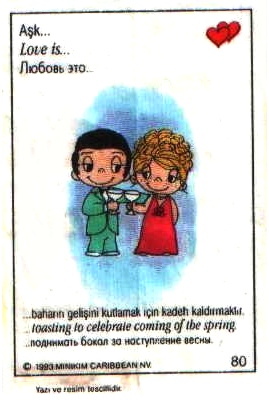 Aşk...
Love is...
Любовь это...
...baharın gelişini kutlamak için kadeh kaldırmaktır.
...toasting to celebrate coming of the spring.
...поднимать бокал за наступление весны.
© 1993 MINIKIM CARIBBEAN NV. 80
Yazı ve resim tescillidir.